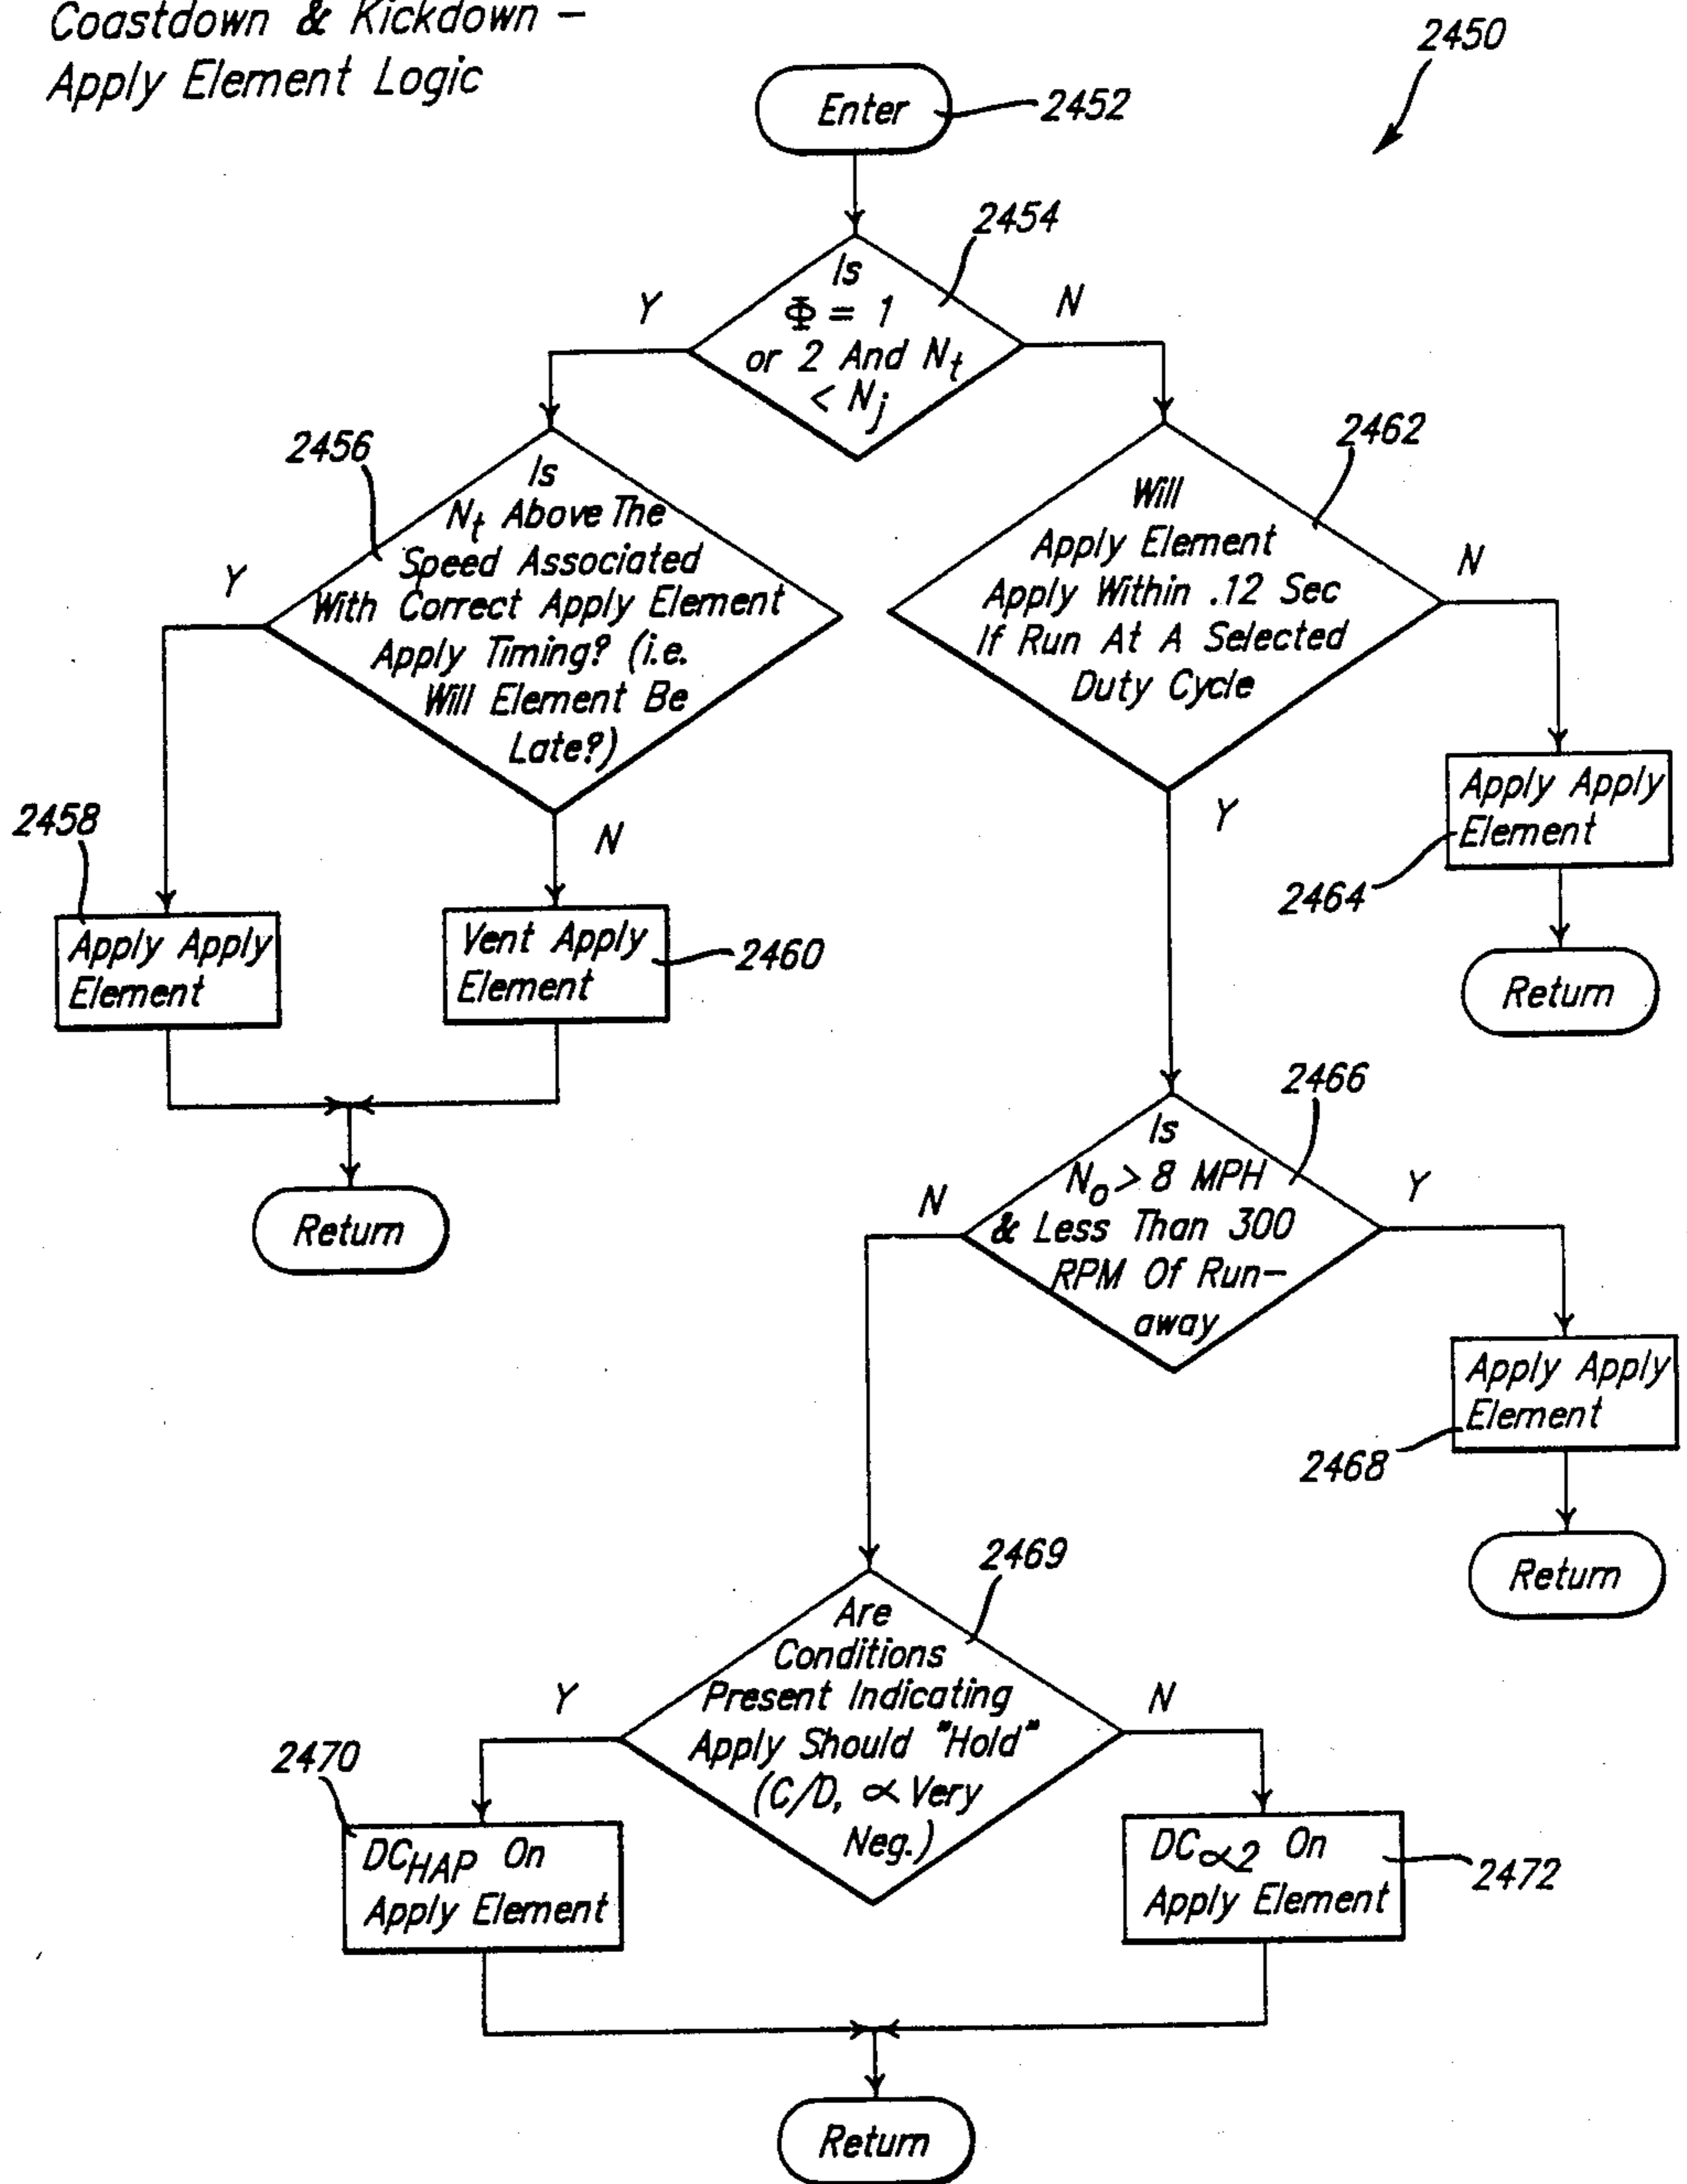 Coastdown & Kickdown –
Apply Element Logic
2450
Enter
2452
2454
Is
Φ = 1
or 2 And Nt
< Nj
Y
N
2456
Is
Nt Above The
Speed Associated
With Correct Apply Element
Apply Timing? (i.e.
Will Element Be
Late?)
Y
N
2462
Will
Apply Element
Apply Within .12 Sec
If Run At A Selected
Duty Cycle
N
Y
2458
Apply Apply
Element
Vent Apply
Element
2460
Return
Apply Apply
Element
2464
Return
2466
Is
No > 8 MPH
& Less Than 300
RPM Of Run-
away
N
Y
Apply Apply
Element
2468
Return
2469
Are
Conditions
Present Indicating
Apply Should "Hold"
(C/D, ∝ Very
Neg.)
Y
N
2470
DCHAP On
Apply Element
DC∝2 On
Apply Element
2472
Return